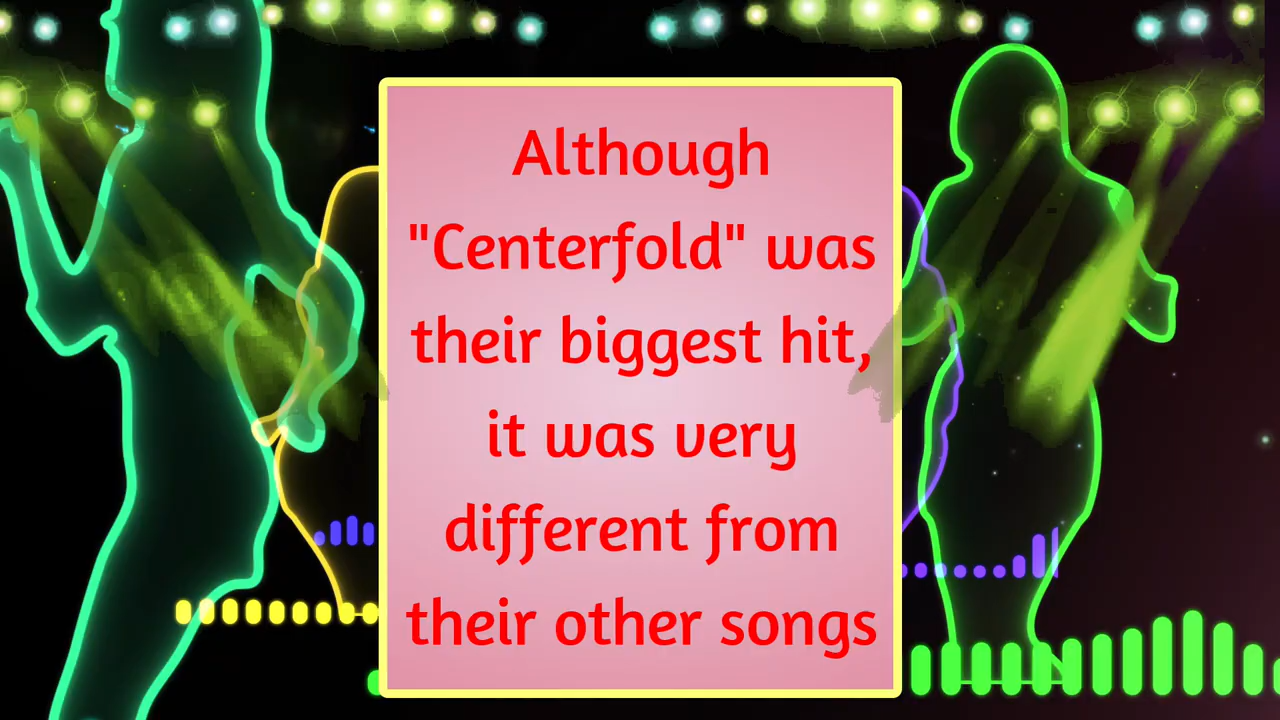 Although
"Centerfold" was
their biggest hit,
it was very
different from
their other songs